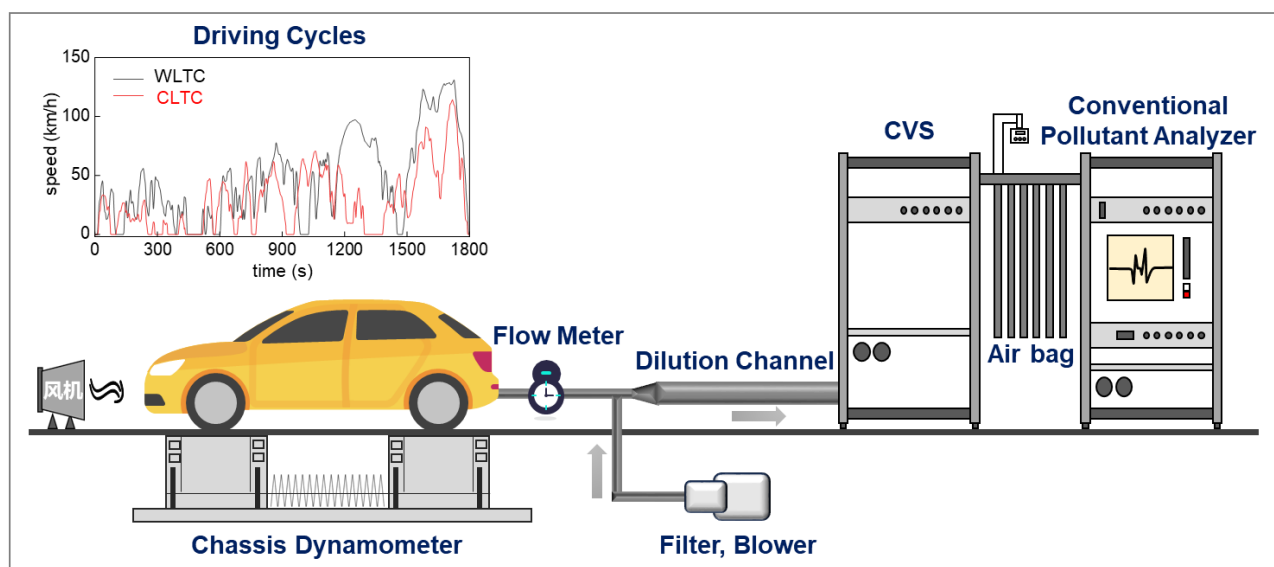 Driving Cycles
150
100
50
0
speed (km/h)
WLTC
CLTC
0 300 600 900 1200 1500 1800
time (s)
CVS
Conventional
Pollutant Analyzer
Air bag
Flow Meter
Dilution Channel
风机
Chassis Dynamometer
Filter, Blower